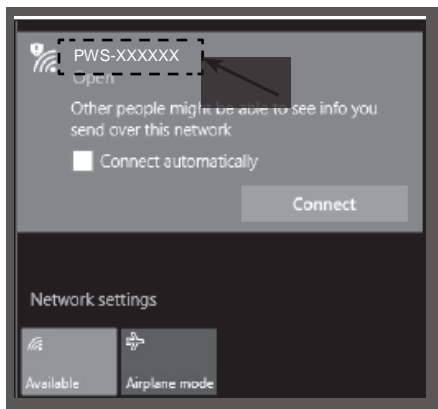 PWS-XXXXXX
Open
Other people might be able to see info you
send over this network
Connect automatically
Connect
Network settings
Available
Airplane mode